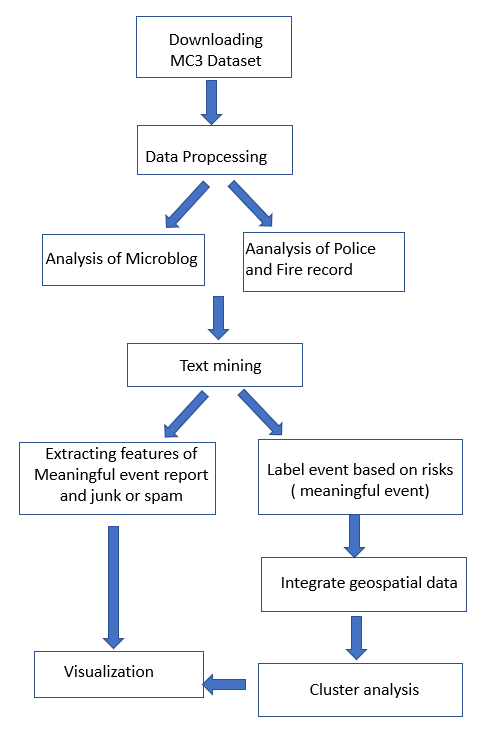 Downloading
MC3 Dataset
Data Propcessing
Analysis of Microblog
Aanalysis of Police
and Fire record
Text mining
Extracting features of
Meaningful event report
and junk or spam
Label event based on risks
( meaningful event)
Integrate geospatial data
Visualization
Cluster analysis